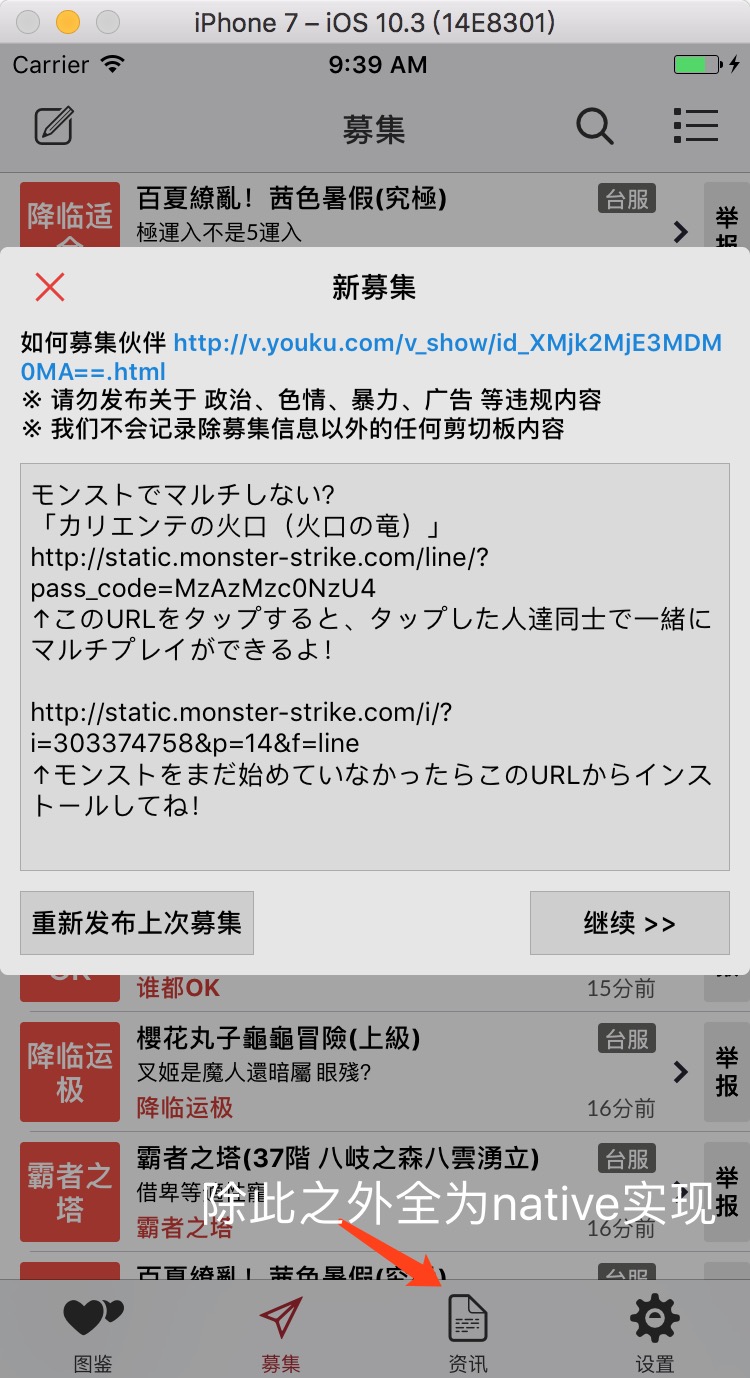 iPhone 7 – iOS 10.3 (14E8301)
Carrier 9:39 AM
募集
降临适
百夏繚亂！茜色暑假(究極)
台服
極運入不是5運入
举
报
新募集
如何募集伙伴 http://v.youku.com/v_show/id_XMjk2MjE3MDM
0MA==.html
※ 请勿发布关于 政治、色情、暴力、广告 等违规内容
※ 我们不会记录除募集信息以外的任何剪切板内容
モンストでマルチしない?
「カリエンテの火口（火口の竜）」
http://static.monster-strike.com/line/?
pass_code=MzAzMzc0NzU4
↑このURLをタップすると、タップした人達同士で一緒に
マルチプレイができるよ！
http://static.monster-strike.com/i/?
i=303374758&p=14&f=line
↑モンストをまだ始めていなかったらこのURLからインス
トールしてね！
重新发布上次募集
继续 >>
OK
谁都OK
15分前
降临运
极
櫻花丸子龜龜冒險(上級)
台服
叉姬是魔人還暗屬 眼殘?
举
报
降临运极
16分前
霸者之
塔
霸者之塔(37階 八岐之森八雲湧立)
台服
借卑等
举
报
除此之外全为native实现
霸者之塔
16分前
百夏繚亂！茜色暑假(究極)
台服
图鉴
募集
资讯
设置